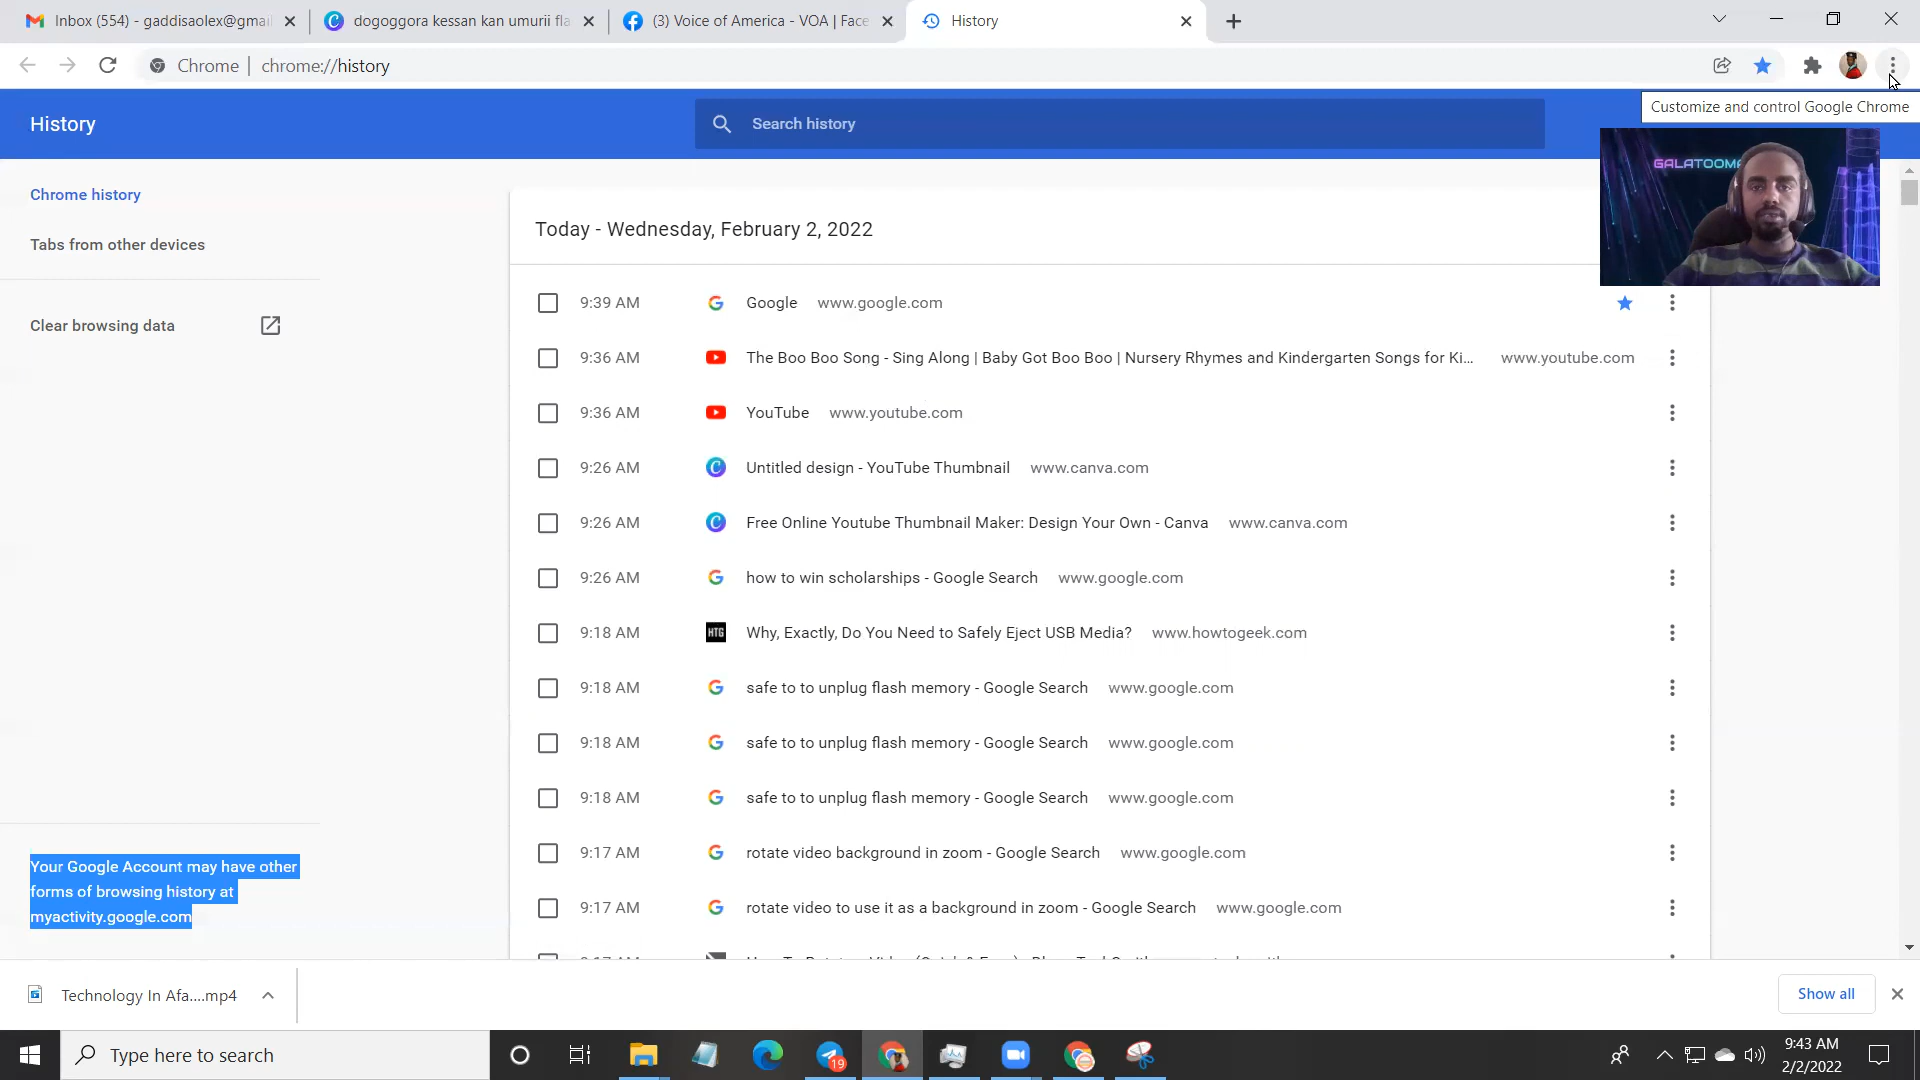 Inbox (554) - gaddisaolex@gmai
dogoggora kessan kan umurii fla
(3) Voice of America - VOA | Face
History
Chrome | chrome://history
Customize and control Google Chrome
History
Search history
GALATOOMA
Chrome history
Tabs from other devices
Clear browsing data
Today - Wednesday, February 2, 2022
9:39 AM Google www.google.com
9:36 AM The Boo Boo Song - Sing Along | Baby Got Boo Boo | Nursery Rhymes and Kindergarten Songs for Ki... www.youtube.com
9:36 AM YouTube www.youtube.com
9:26 AM Untitled design - YouTube Thumbnail www.canva.com
9:26 AM Free Online Youtube Thumbnail Maker: Design Your Own - Canva www.canva.com
9:26 AM how to win scholarships - Google Search www.google.com
9:18 AM HTG Why, Exactly, Do You Need to Safely Eject USB Media? www.howtogeek.com
9:18 AM safe to to unplug flash memory - Google Search www.google.com
9:18 AM safe to to unplug flash memory - Google Search www.google.com
9:18 AM safe to to unplug flash memory - Google Search www.google.com
9:17 AM rotate video background in zoom - Google Search www.google.com
9:17 AM rotate video to use it as a background in zoom - Google Search www.google.com
Your Google Account may have other
forms of browsing history at
myactivity.google.com
Technology In Afa....mp4
Show all
Type here to search
19
9:43 AM
2/2/2022